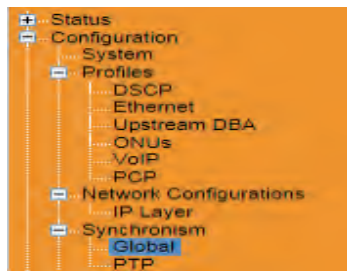 Status
Configuration
System
Profiles
DSCP
Ethernet
Upstream DBA
ONUs
VoIP
PCP
Network Configurations
IP Layer
Synchronism
Global
PTP